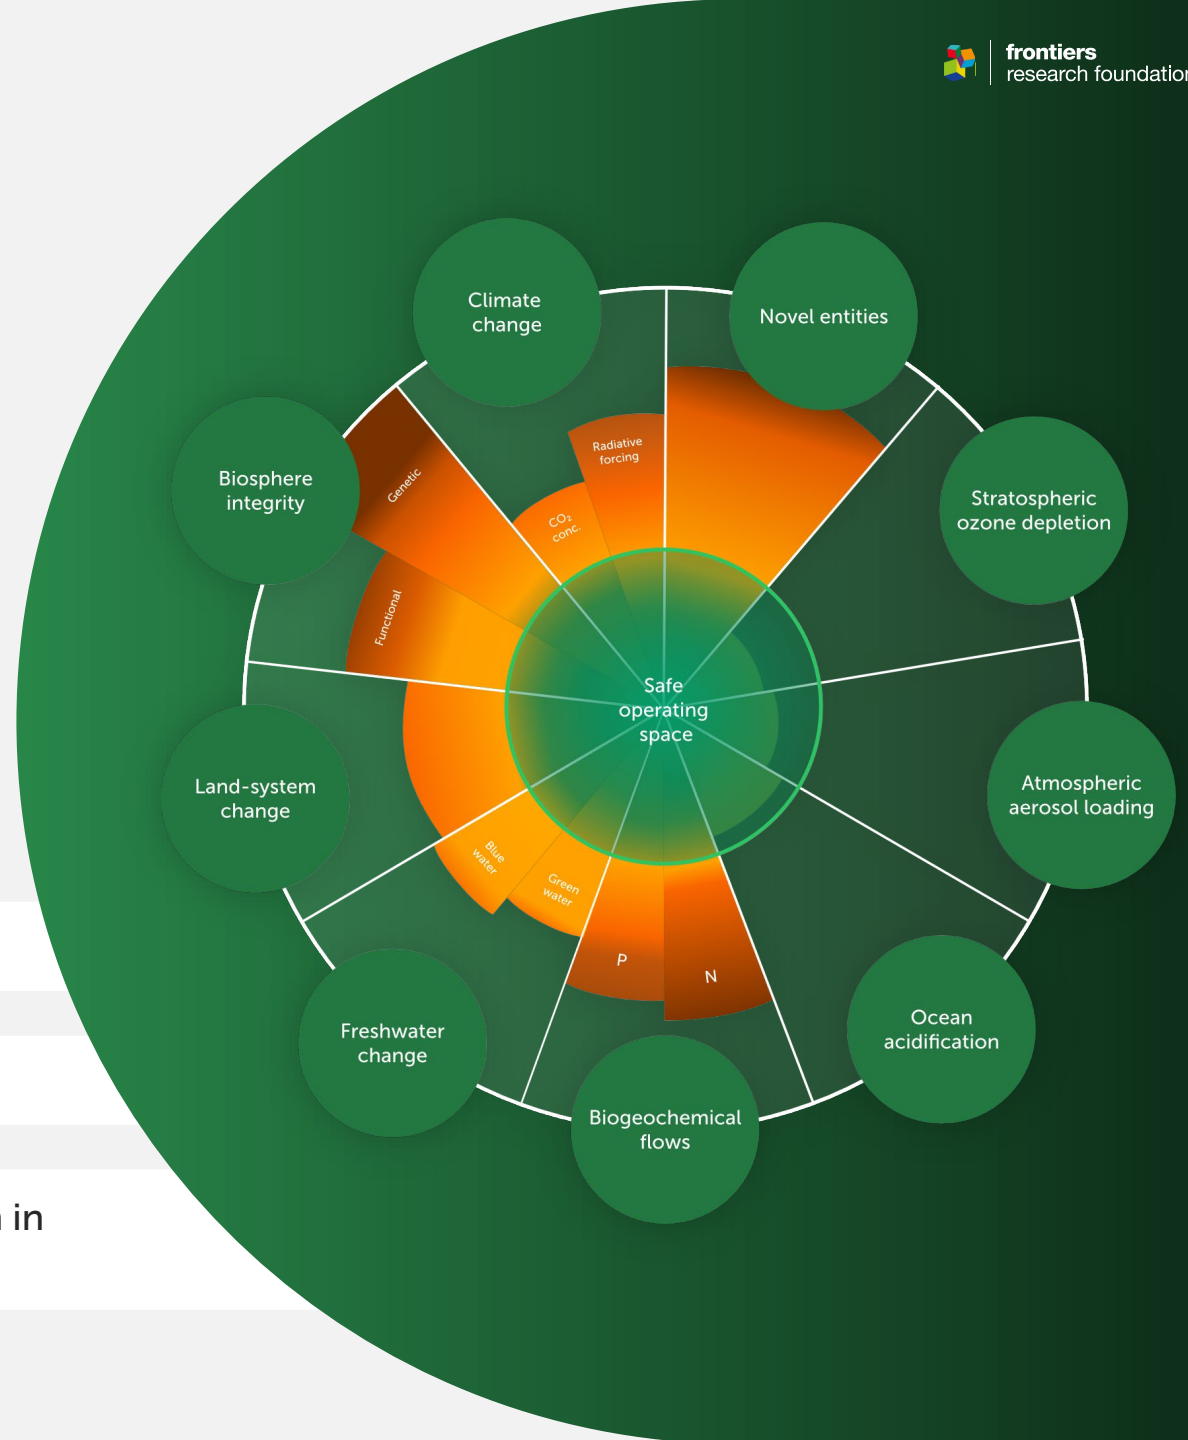 frontiers
research foundation
Climate
change
Novel entities
Radiative
forcing
Genetic
Biosphere
integrity
CO₂
conc.
Stratospheric
ozone depletion
Functional
Safe
operating
space
Land-system
change
Atmospheric
aerosol loading
Blue
water
Green
water
P
N
Freshwater
change
Ocean
acidification
Biogeochemical
flows
in